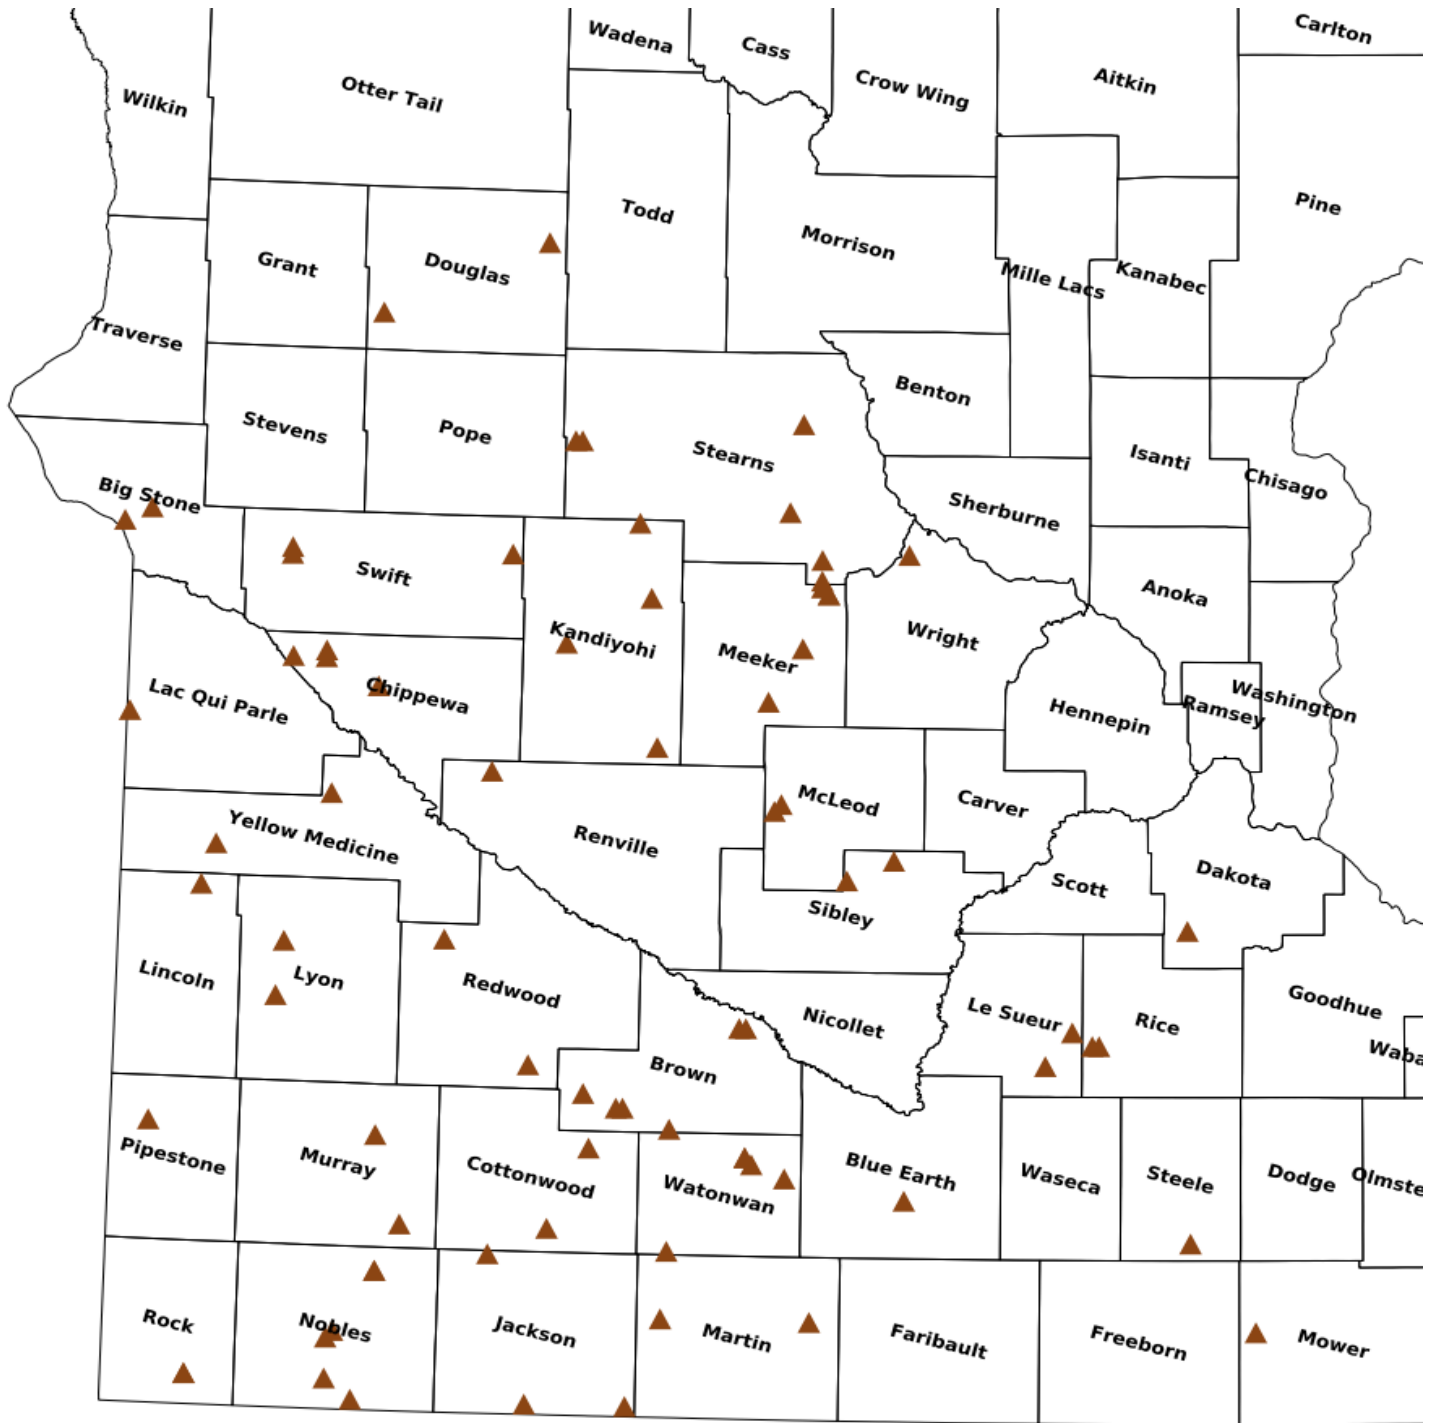 Carlton
Wadena
Cass
Aitkin
Crow Wing
Otter Tail
Wilkin
Pine
Todd
Morrison
Grant
Douglas
Mille Lacs
Kanabec
Traverse
Benton
Stevens
Pope
Stearns
Isanti
Chisago
Big Stone
Sherburne
Swift
Anoka
Kandiyohi
Meeker
Wright
Lac Qui Parle
Chippewa
Hennepin
Ramsey
Washington
McLeod
Carver
Yellow Medicine
Renville
Scott
Dakota
Sibley
Lincoln
Lyon
Redwood
Nicollet
Le Sueur
Rice
Goodhue
Waba
Brown
Pipestone
Murray
Cottonwood
Watonwan
Blue Earth
Waseca
Steele
Dodge
Olmste
Rock
Nobles
Jackson
Martin
Faribault
Freeborn
Mower